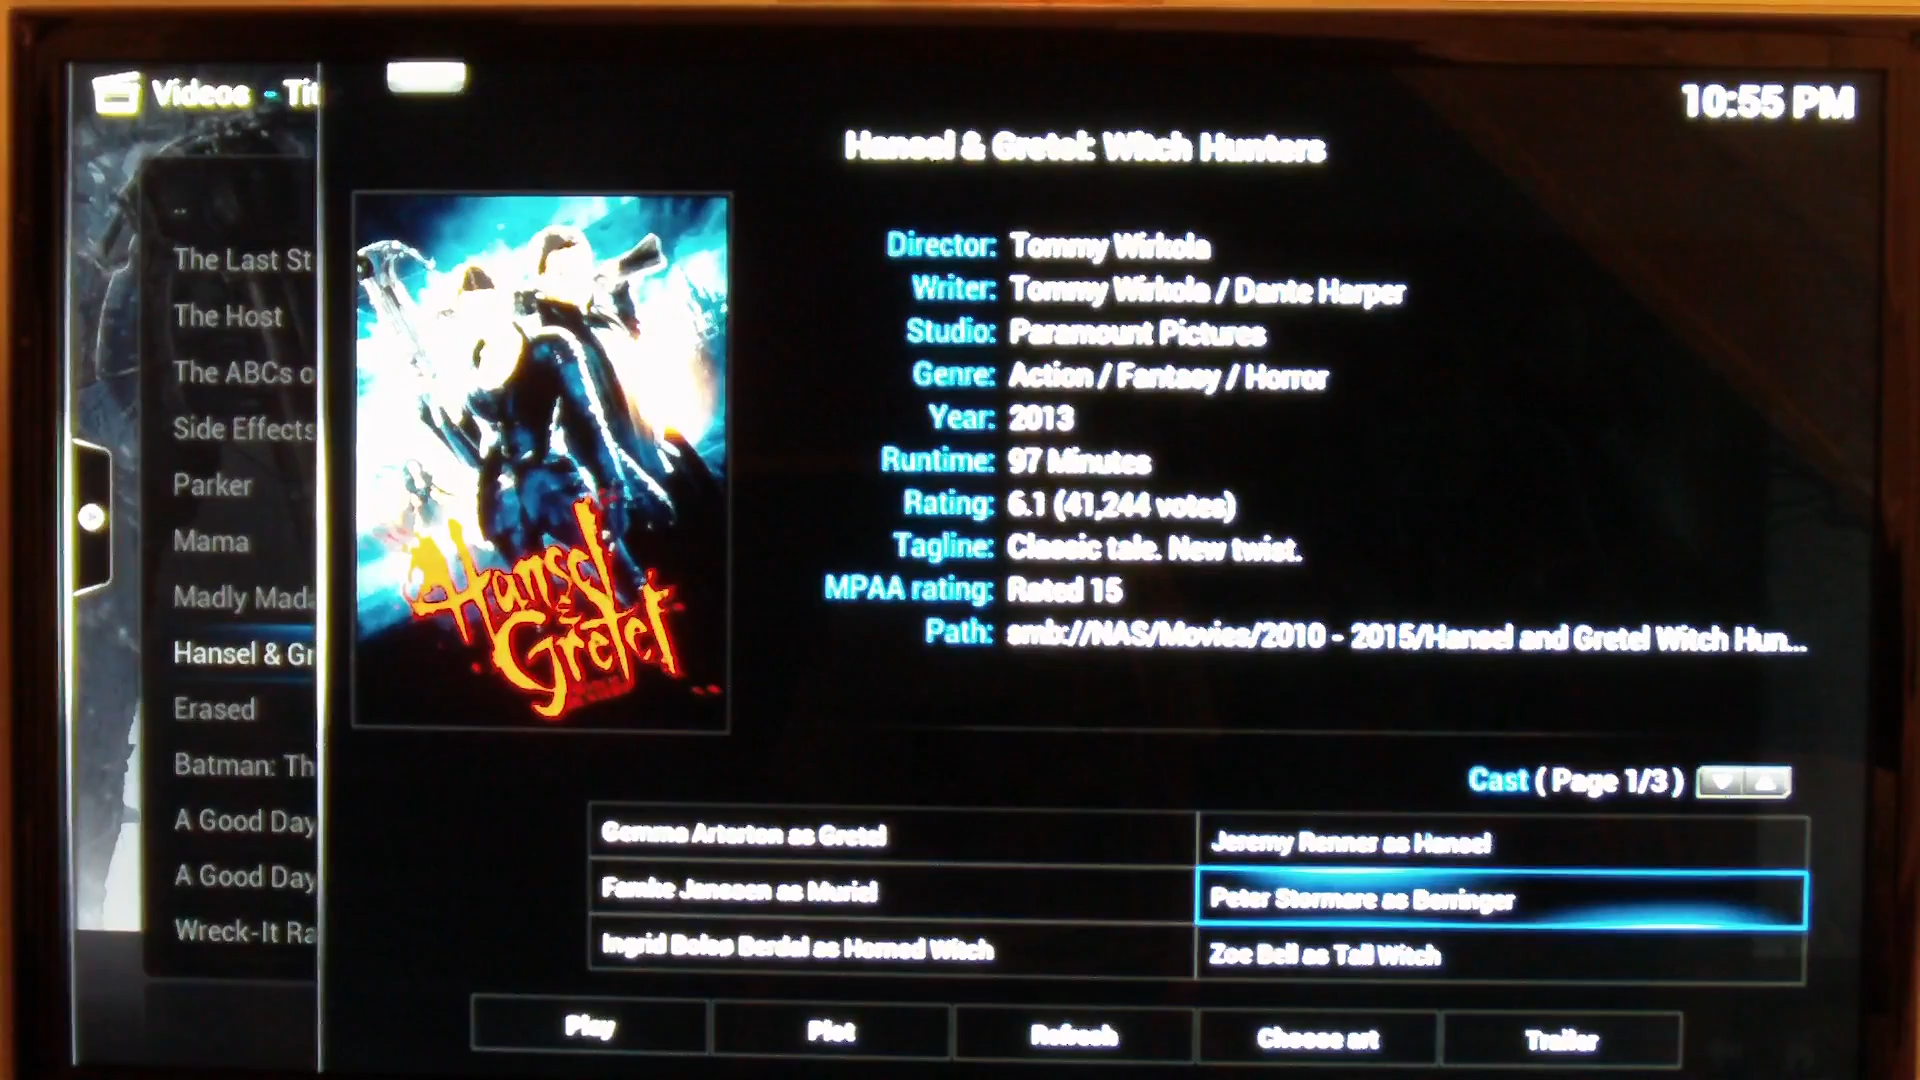 Videos - Tit
10:55 PM
Hansel & Gretel: Witch Hunters
..
The Last St
The Host
The ABCs o
Side Effects
Parker
Mama
Madly Mada
Hansel & Gr
Erased
Batman: Th
A Good Day
A Good Day
Wreck-It Ra
Hansel
&
Gretel
Director: Tommy Wirkola
Writer: Tommy Wirkola / Dante Harper
Studio: Paramount Pictures
Genre: Action / Fantasy / Horror
Year: 2013
Runtime: 97 Minutes
Rating: 6.1 (41,244 votes)
Tagline: Classic tale. New twist.
MPAA rating: Rated 15
Path: smb://NAS/Movies/2010 - 2015/Hansel and Gretel Witch Hun...
Cast ( Page 1/3 )
Gemma Arterton as Gretel
Jeremy Renner as Hansel
Famke Janssen as Muriel
Peter Stormare as Berringer
Ingrid Bolsø Berdal as Horned Witch
Zoe Bell as Tall Witch
Play
Plot
Refresh
Choose art
Trailer